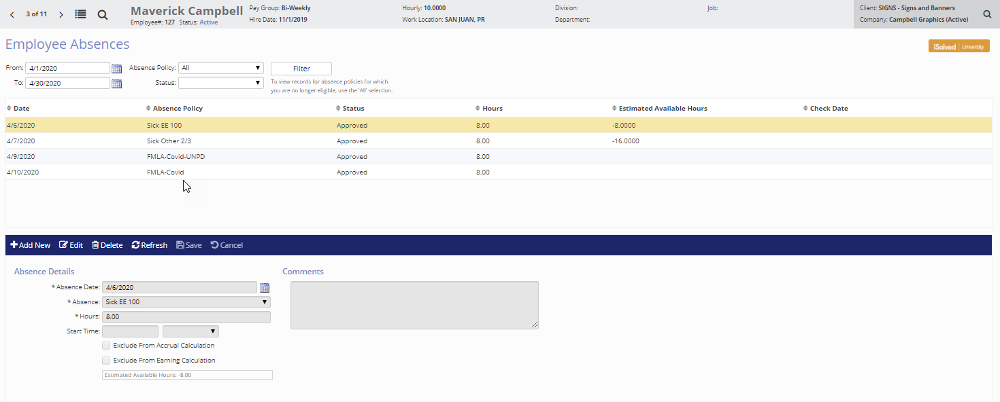 3 of 11
Maverick Campbell
Employee#: 127 Status: Active
Pay Group: Bi-Weekly
Hire Date: 11/1/2019
Hourly: 10.0000
Work Location: SAN JUAN, PR
Division:
Department:
Job:
Client: SIGNS - Signs and Banners
Company: Campbell Graphics (Active)
Employee Absences
iSolved University
From: 4/1/2020 Absence Policy: All Filter
To: 4/30/2020 Status:
To view records for absence policies for which
you are no longer eligible, use the 'All' selection.
Date Absence Policy Status Hours Estimated Available Hours Check Date
4/6/2020 Sick EE 100 Approved 8.00 -8.0000
4/7/2020 Sick Other 2/3 Approved 8.00 -16.0000
4/9/2020 FMLA-Covid-UNPD Approved 8.00
4/10/2020 FMLA-Covid Approved 8.00
Add New Edit Delete Refresh Save Cancel
Absence Details
* Absence Date: 4/6/2020
* Absence: Sick EE 100
* Hours: 8.00
Start Time:
Exclude From Accrual Calculation
Exclude From Earning Calculation
Estimated Available Hours: -8.00
Comments